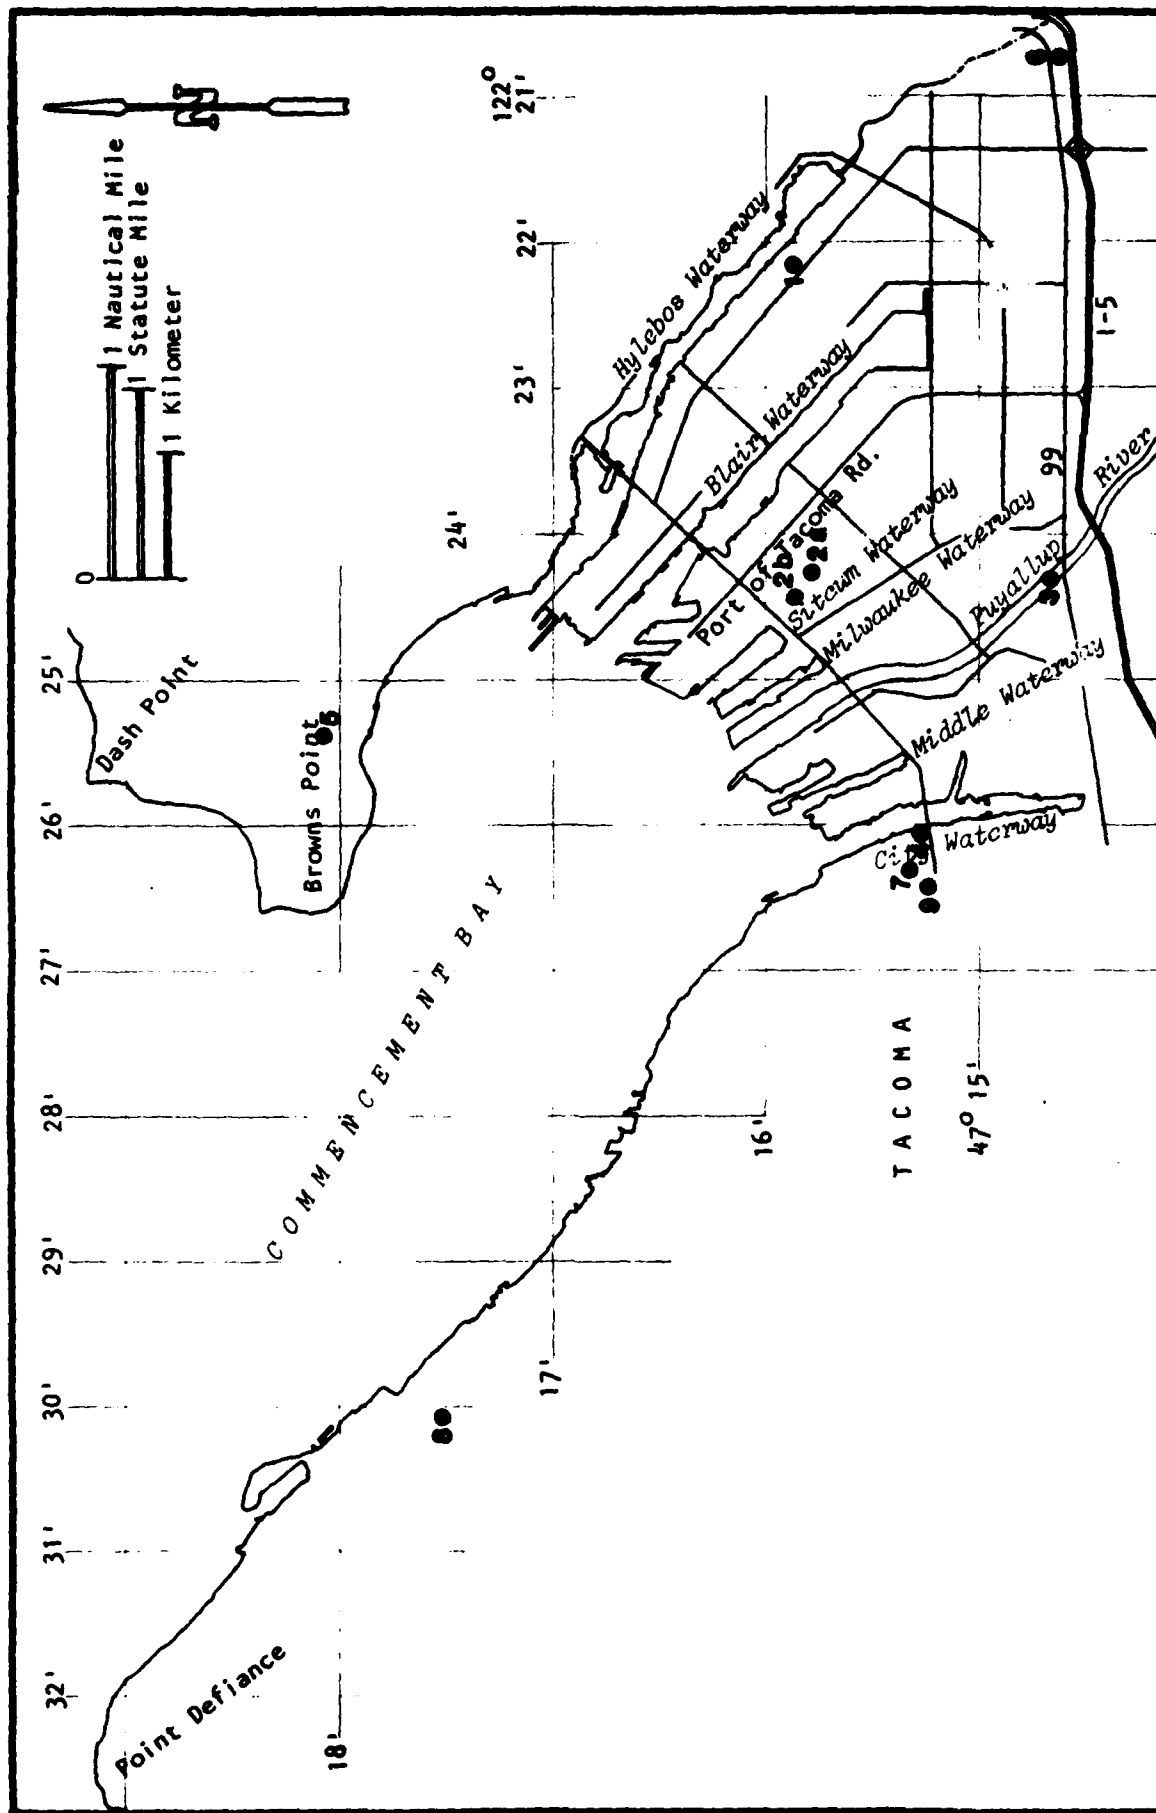 0
1 Nautical Mile
1 Statute Mile
1 Kilometer
N
32'
31'
30'
29'
28'
27'
26'
25'
24'
23'
22'
122°
21'
18'
17'
16'
47° 15'
Point Defiance
Dash Point
Browns Point
COMMENCEMENT BAY
TACOMA
Hylebos Waterway
Blair Waterway
Port of Tacoma Rd.
Sitcum Waterway
Milwaukee Waterway
Puyallup River
Middle Waterway
City Waterway
99
I-5
1
2b
3
7